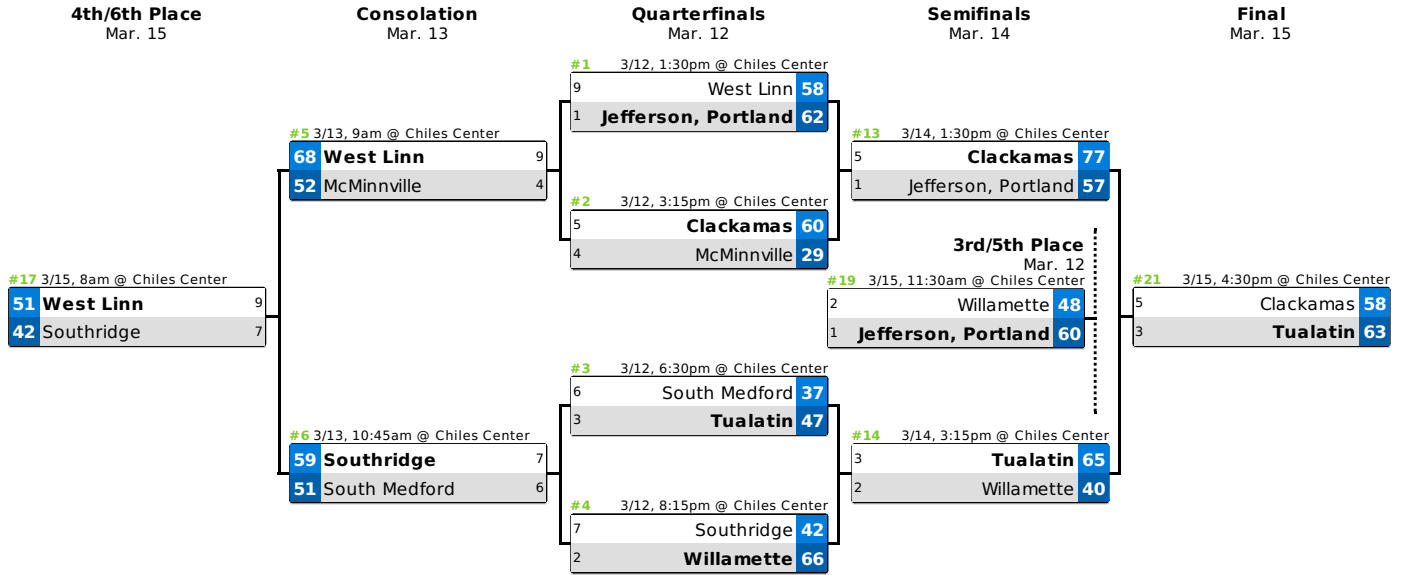 4th/6th Place
Mar. 15
Consolation
Mar. 13
Quarterfinals
Mar. 12
Semifinals
Mar. 14
Final
Mar. 15
#17 3/15, 8am @ Chiles Center
51 West Linn 9
42 Southridge 7
#5 3/13, 9am @ Chiles Center
68 West Linn 9
52 McMinnville 4
#6 3/13, 10:45am @ Chiles Center
59 Southridge 7
51 South Medford 6
#1 3/12, 1:30pm @ Chiles Center
9 West Linn 58
1 Jefferson, Portland 62
#2 3/12, 3:15pm @ Chiles Center
5 Clackamas 60
4 McMinnville 29
#3 3/12, 6:30pm @ Chiles Center
6 South Medford 37
3 Tualatin 47
#4 3/12, 8:15pm @ Chiles Center
7 Southridge 42
2 Willamette 66
#13 3/14, 1:30pm @ Chiles Center
5 Clackamas 77
1 Jefferson, Portland 57
3rd/5th Place
Mar. 12
#19 3/15, 11:30am @ Chiles Center
2 Willamette 48
1 Jefferson, Portland 60
#14 3/14, 3:15pm @ Chiles Center
3 Tualatin 65
2 Willamette 40
#21 3/15, 4:30pm @ Chiles Center
5 Clackamas 58
3 Tualatin 63